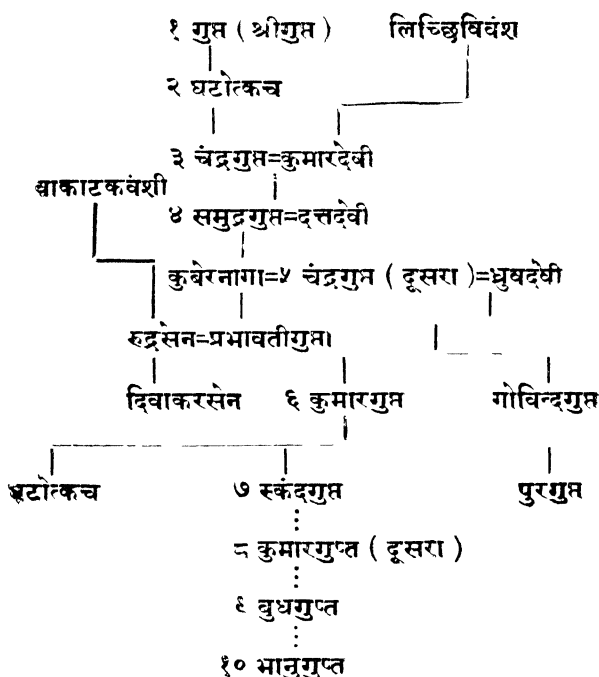 १ गुप्त ( श्रीगुप्त ) लिच्छिविवंश
२ घटोत्कच
३ चंद्रगुप्त=कुमारदेवी
वाकाटकवंशी
४ समुद्रगुप्त=दत्तदेवी
कुबेरनागा=५ चंद्रगुप्त ( दूसरा )=ध्रुवदेवी
रुद्रसेन=प्रभावतीगुप्ता
दिवाकरसेन ६ कुमारगुप्त गोविन्दगुप्त
घटोत्कच ७ स्कंदगुप्त पुरगुप्त
८ कुमारगुप्त ( दूसरा )
९ बुधगुप्त
१० भानुगुप्त